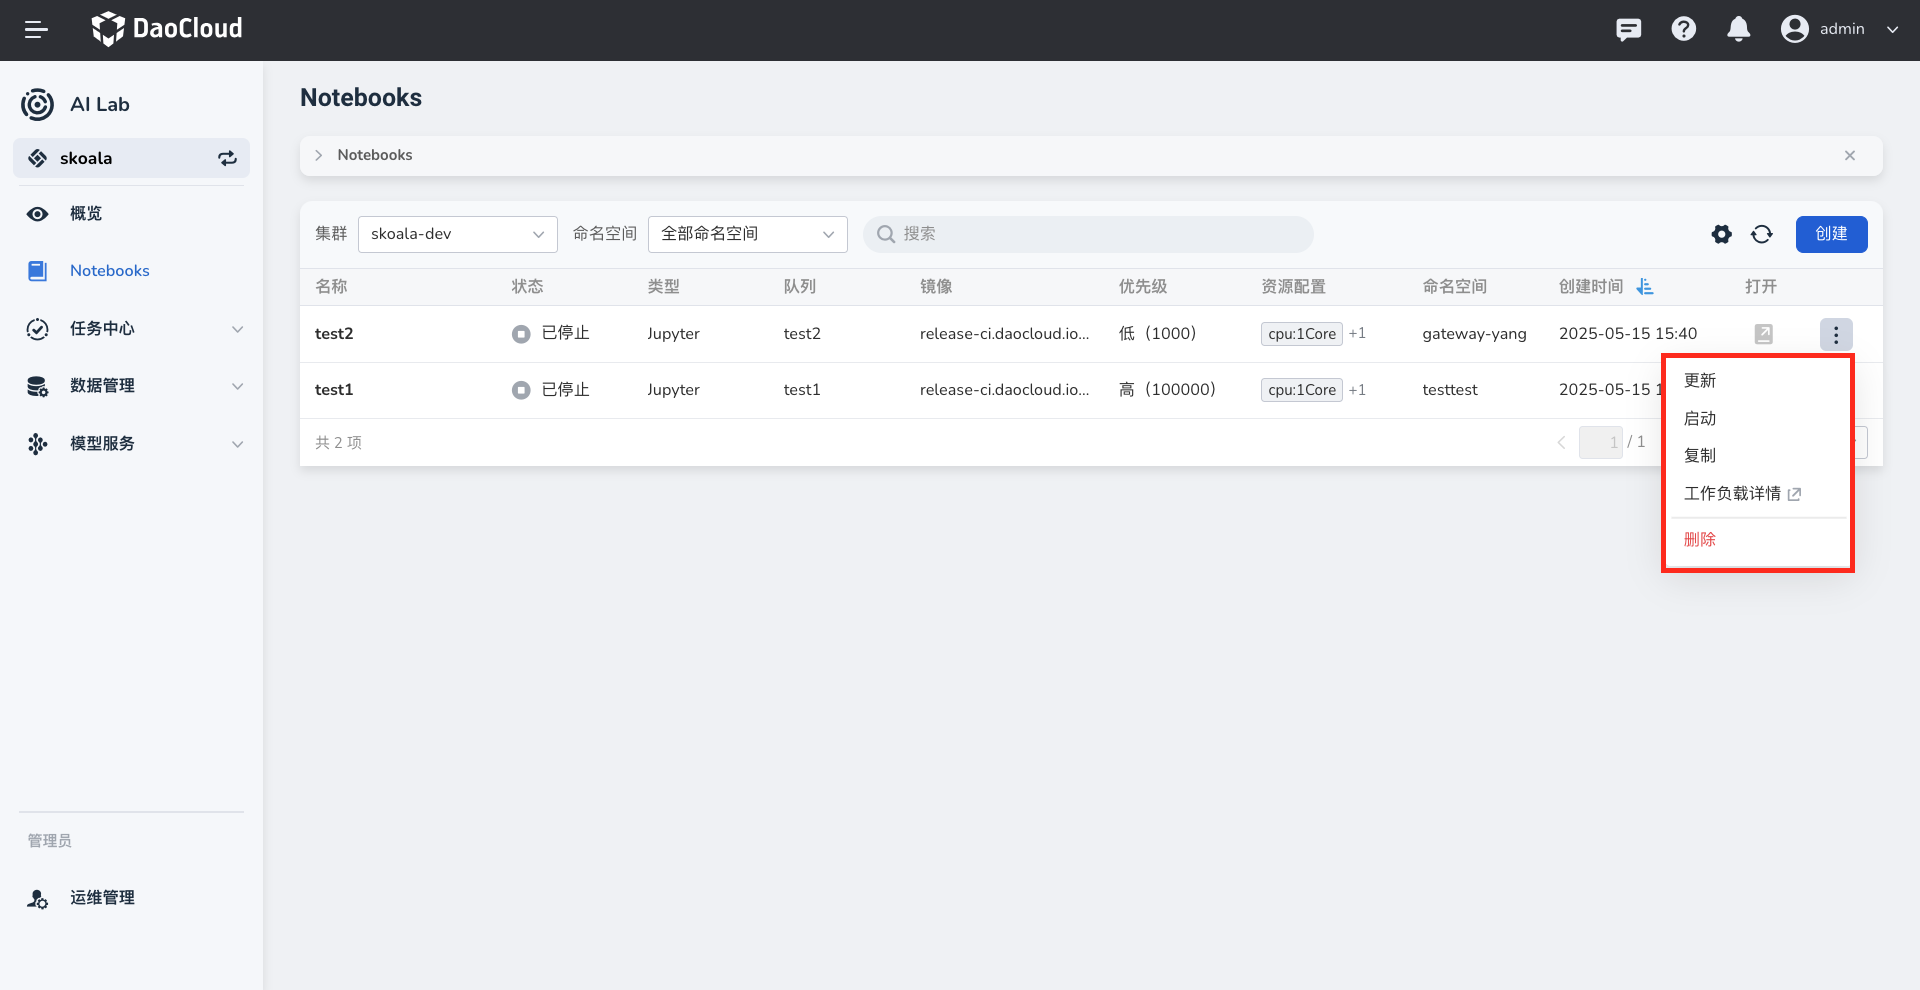 DaoCloud
admin
AI Lab
skoala
概览
Notebooks
任务中心
数据管理
模型服务
管理员
运维管理
Notebooks
Notebooks
集群 skoala-dev 命名空间 全部命名空间 搜索 创建
名称 状态 类型 队列 镜像 优先级 资源配置 命名空间 创建时间 打开
test2 已停止 Jupyter test2 release-ci.daocloud.io... 低（1000） cpu:1Core +1 gateway-yang 2025-05-15 15:40
test1 已停止 Jupyter test1 release-ci.daocloud.io... 高（100000） cpu:1Core +1 testtest 2025-05-15 1
共 2 项 1 / 1
更新
启动
复制
工作负载详情
删除